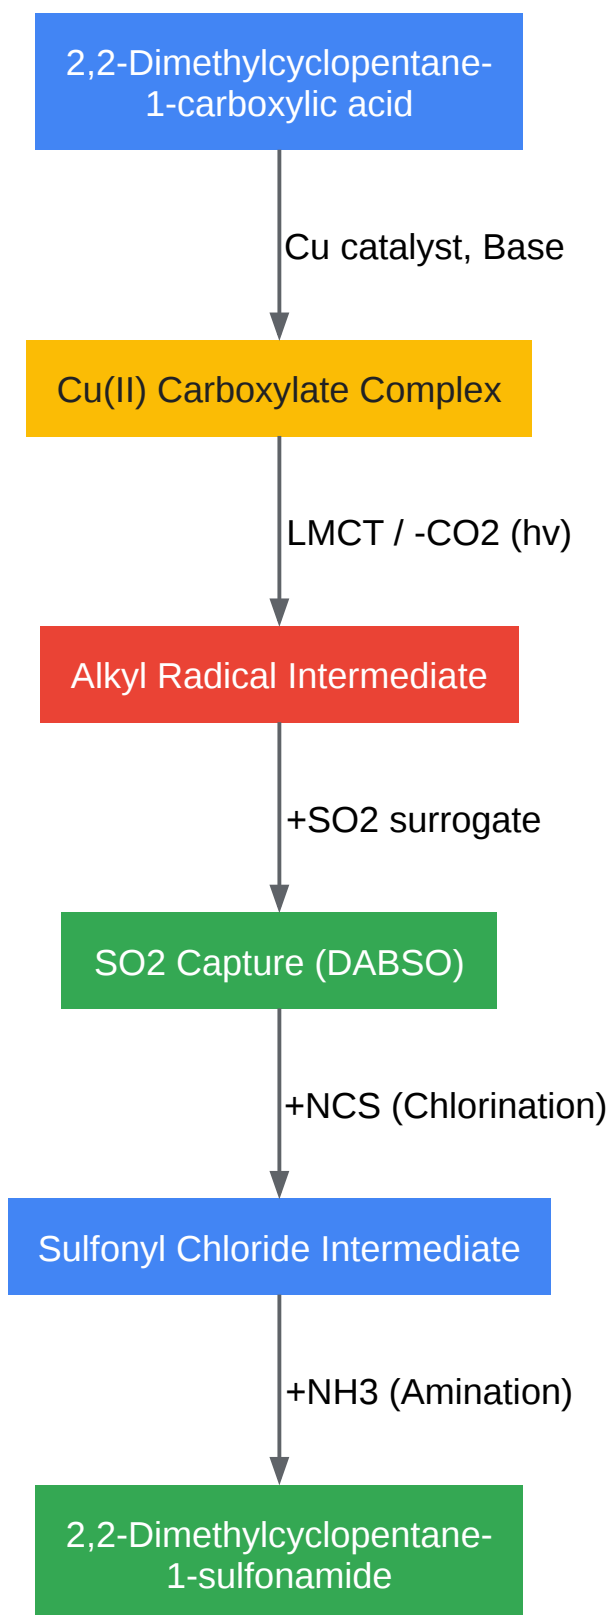 2,2-Dimethylcyclopentane-
1-carboxylic acid
Cu catalyst, Base
Cu(II) Carboxylate Complex
LMCT / -CO2 (hv)
Alkyl Radical Intermediate
+SO2 surrogate
SO2 Capture (DABSO)
+NCS (Chlorination)
Sulfonyl Chloride Intermediate
+NH3 (Amination)
2,2-Dimethylcyclopentane-
1-sulfonamide